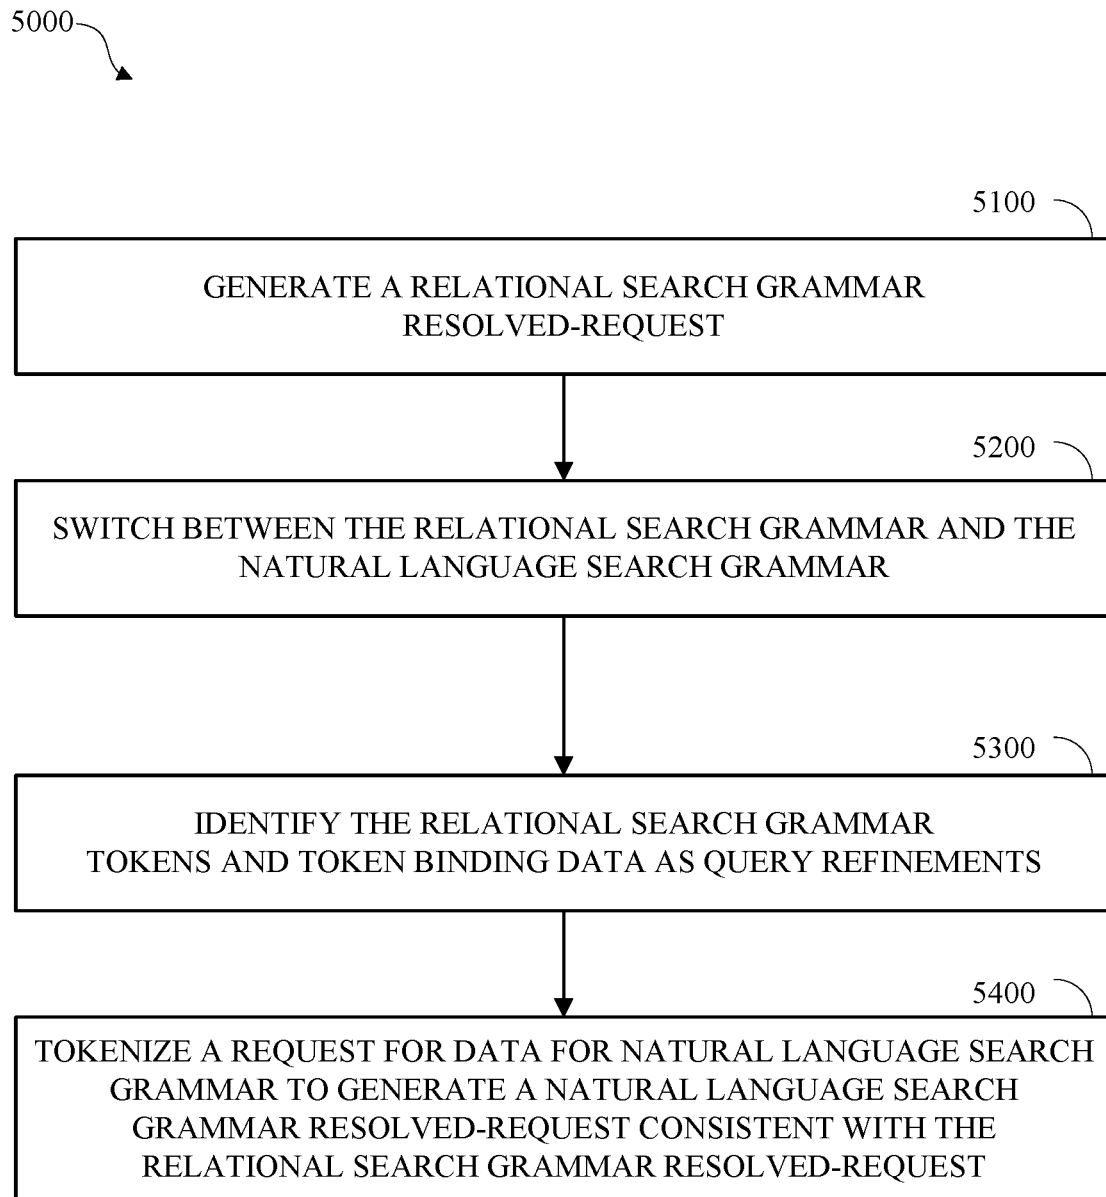 5000
5100
GENERATE A RELATIONAL SEARCH GRAMMAR
RESOLVED-REQUEST
5200
SWITCH BETWEEN THE RELATIONAL SEARCH GRAMMAR AND THE
NATURAL LANGUAGE SEARCH GRAMMAR
5300
IDENTIFY THE RELATIONAL SEARCH GRAMMAR
TOKENS AND TOKEN BINDING DATA AS QUERY REFINEMENTS
5400
TOKENIZE A REQUEST FOR DATA FOR NATURAL LANGUAGE SEARCH
GRAMMAR TO GENERATE A NATURAL LANGUAGE SEARCH
GRAMMAR RESOLVED-REQUEST CONSISTENT WITH THE
RELATIONAL SEARCH GRAMMAR RESOLVED-REQUEST